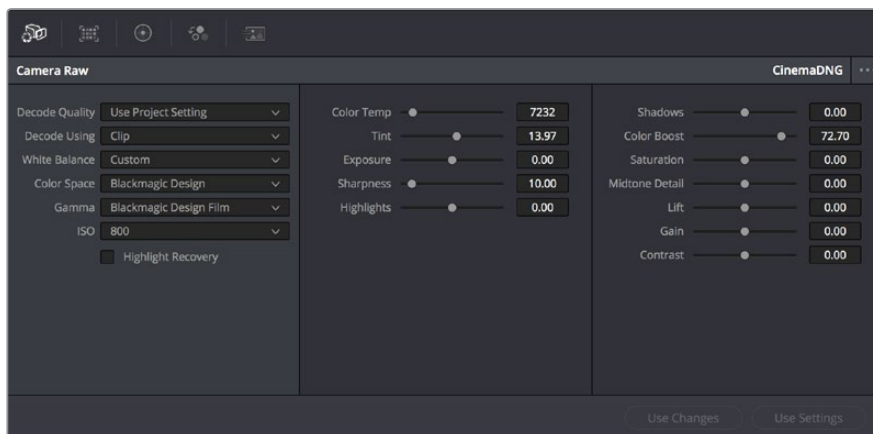 Camera Raw
CinemaDNG
Decode Quality Use Project Setting
Decode Using Clip
White Balance Custom
Color Space Blackmagic Design
Gamma Blackmagic Design Film
ISO 800
Highlight Recovery
Color Temp 7232
Tint 13.97
Exposure 0.00
Sharpness 10.00
Highlights 0.00
Shadows 0.00
Color Boost 72.70
Saturation 0.00
Midtone Detail 0.00
Lift 0.00
Gain 0.00
Contrast 0.00
Use Changes
Use Settings